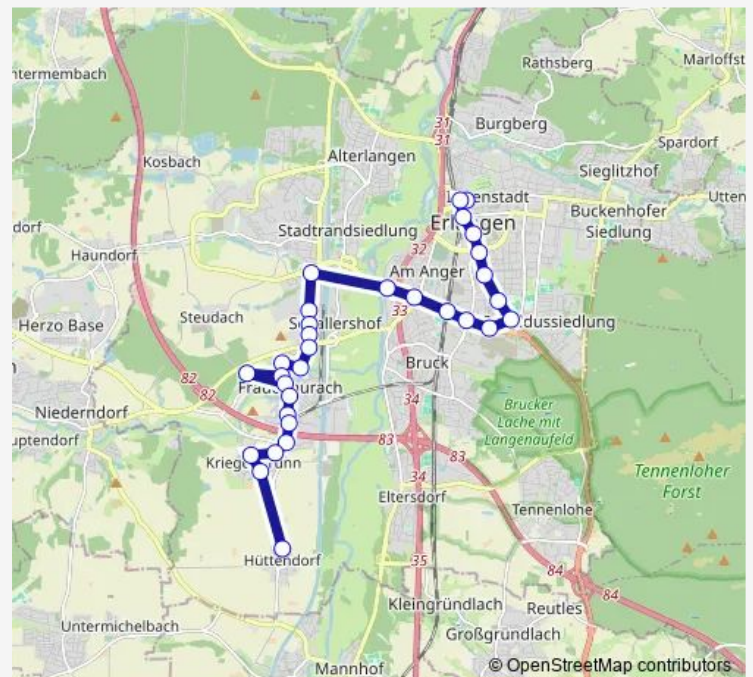 ntermembach
Rathsberg
Marloffst
31
31
Burgberg
Spardorf
Kosbach
Alterlangen
Sieglitzhof
Utten
Buckenhofer
Siedlung
dorf
Stadtrandsiedlung
32
Haundorf
Am Anger
Steudach
33
Herzo Base
Bruck
82
82
Niederndorf
34
Brucker
Lache mit
Langenaufeld
uptendorf
83
83
34
Tennenloher
Forst
Eltersdorf
Tennenlohe
Hüttendorf
35
84
84
Kleingründlach
Reutles
Untermichelbach
Großgründlach
Mannhof
© OpenStreetMap contributors